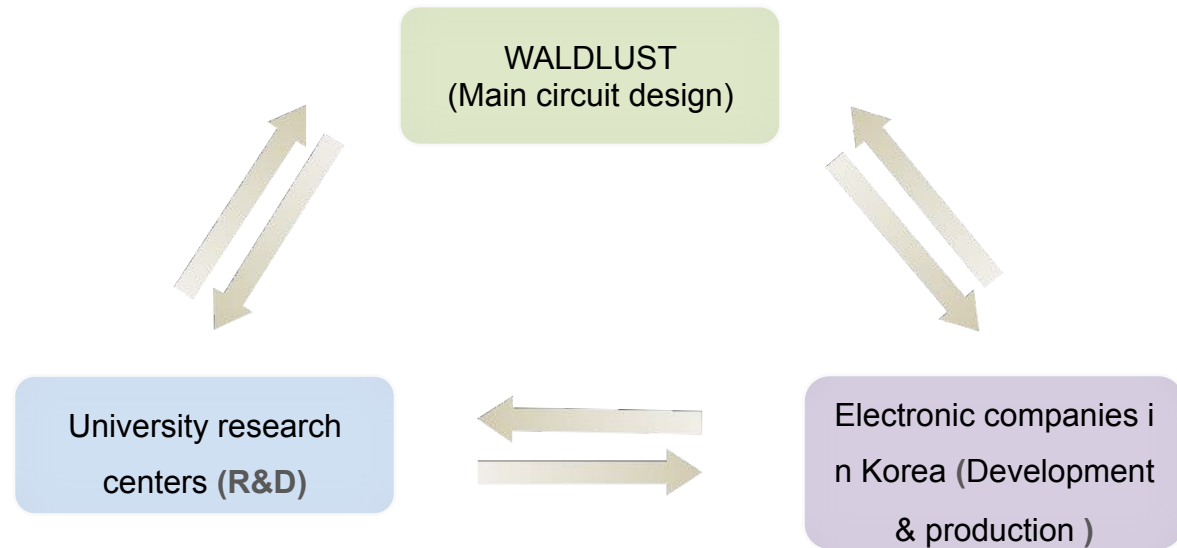 WALDLUST
(Main circuit design)
University research
centers (R&D)
Electronic companies i
n Korea (Development
& production )